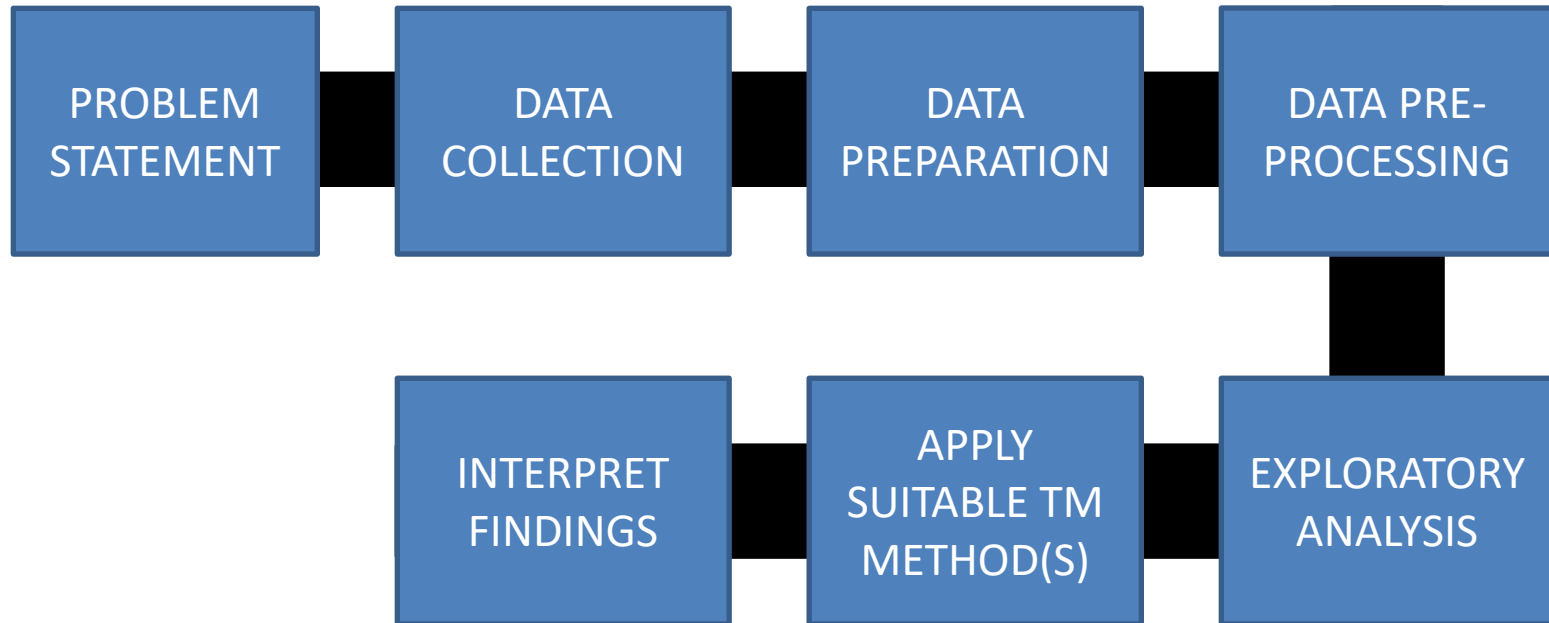 PROBLEM
STATEMENT
DATA
COLLECTION
DATA
PREPARATION
DATA PRE-
PROCESSING
EXPLORATORY
ANALYSIS
APPLY
SUITABLE TM
METHOD(S)
INTERPRET
FINDINGS